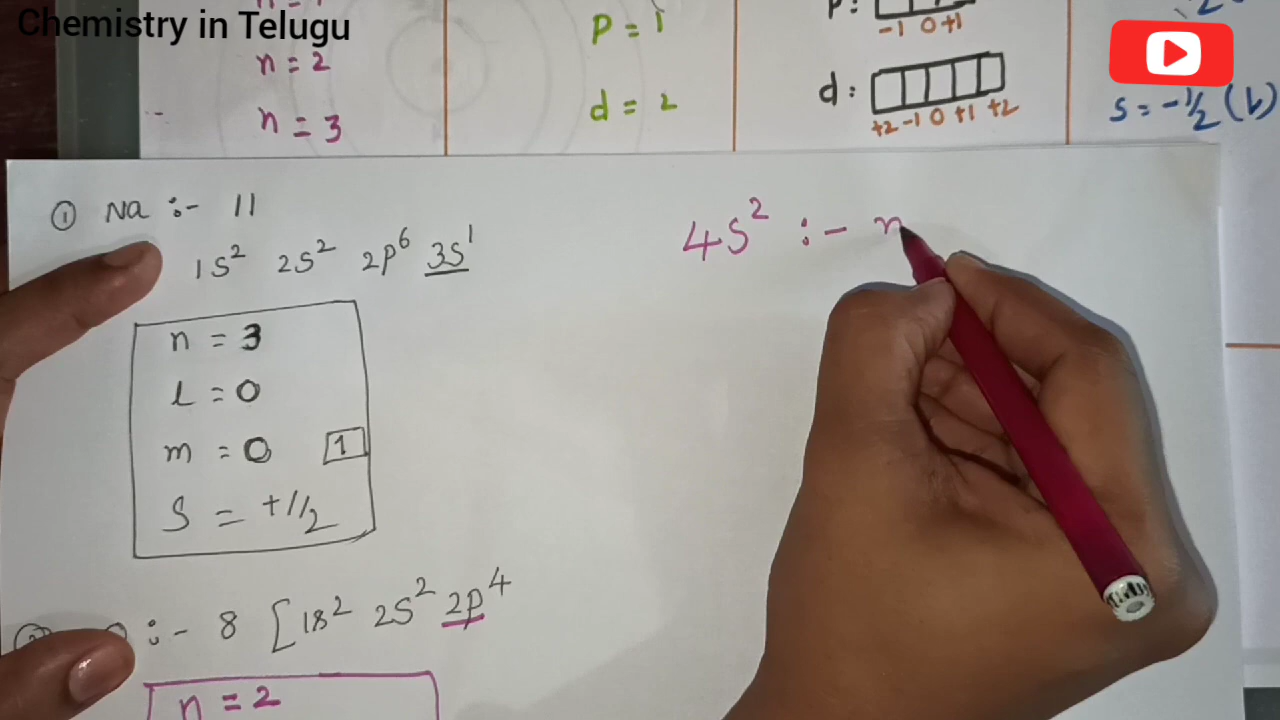 Chemistry in Telugu
n = 2
n = 3
p = 1
d = 2
p:
-1 0 +1
d:
+2 -1 0 +1 +2
s = -½ (b)
① Na :- 11
1s² 2s² 2p⁶ 3s¹
n = 3
l = 0
m = 0 1
S = +1/2
:- 8 [1s² 2s² 2p⁴
n = 2
4s² :- n